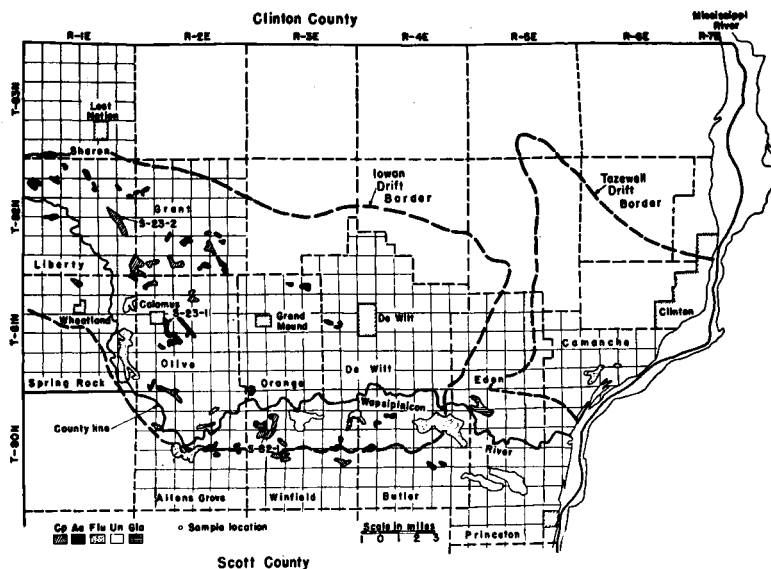 Clinton County
Mississippi
River
R-1E R-2E R-3E R-4E R-5E R-6E R-7E
T-83N
Lost
Nation
Sharon
Iowan
Drift
Border
Tazewell
Drift
Border
T-82N
Grant
S-23-2
Liberty
Calamus
S-23-1
Wheatland
Grand
Mound
De Witt
Clinton
T-81N
Camanche
Olive
De Witt
Spring Rock
Orange
Eden
Wapsipinicon
County line
River
T-80N
S-82-1
Allens Grove Winfield Butler
Cp Ae Flu Un Gla
Sample location
Scale in miles
0 1 2 3
Princeton
Scott County